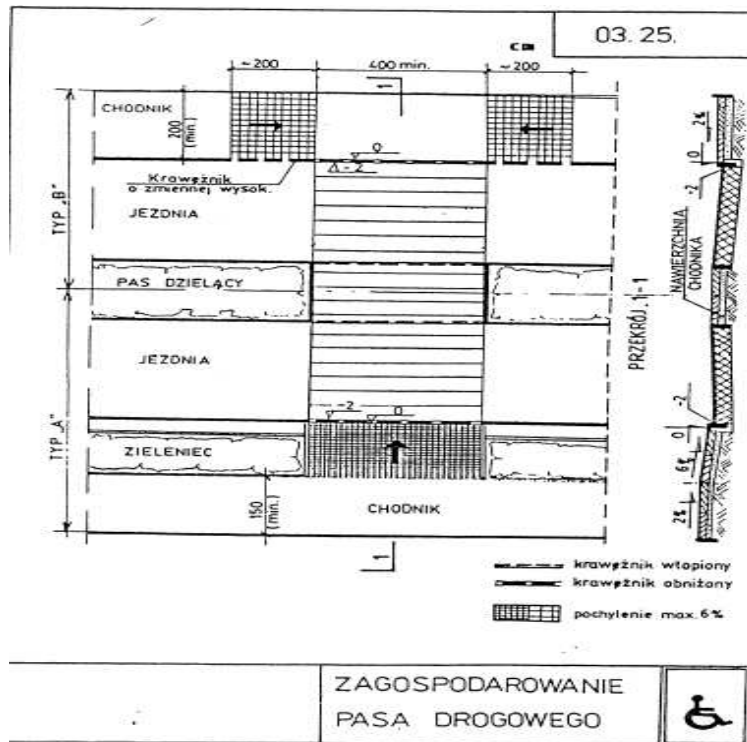 03. 25.
cm
~200
400 min.
~200
1
CHODNIK
200
(min.)
0
-2
Krawężnik
o zmiennej wysok.
TYP „B"
JEZDNIA
PAS DZIELĄCY
JEZDNIA
-2
0
TYP „A"
ZIELENIEC
150
(min.)
CHODNIK
1
PRZEKRÓJ 1-1
NAWIERZCHNIA
CHODNIKA
2%
0
-2
-2
0
6%
2%
krawężnik wtopiony
krawężnik obniżony
pochylenie max. 6%
ZAGOSPODAROWANIE
PASA DROGOWEGO